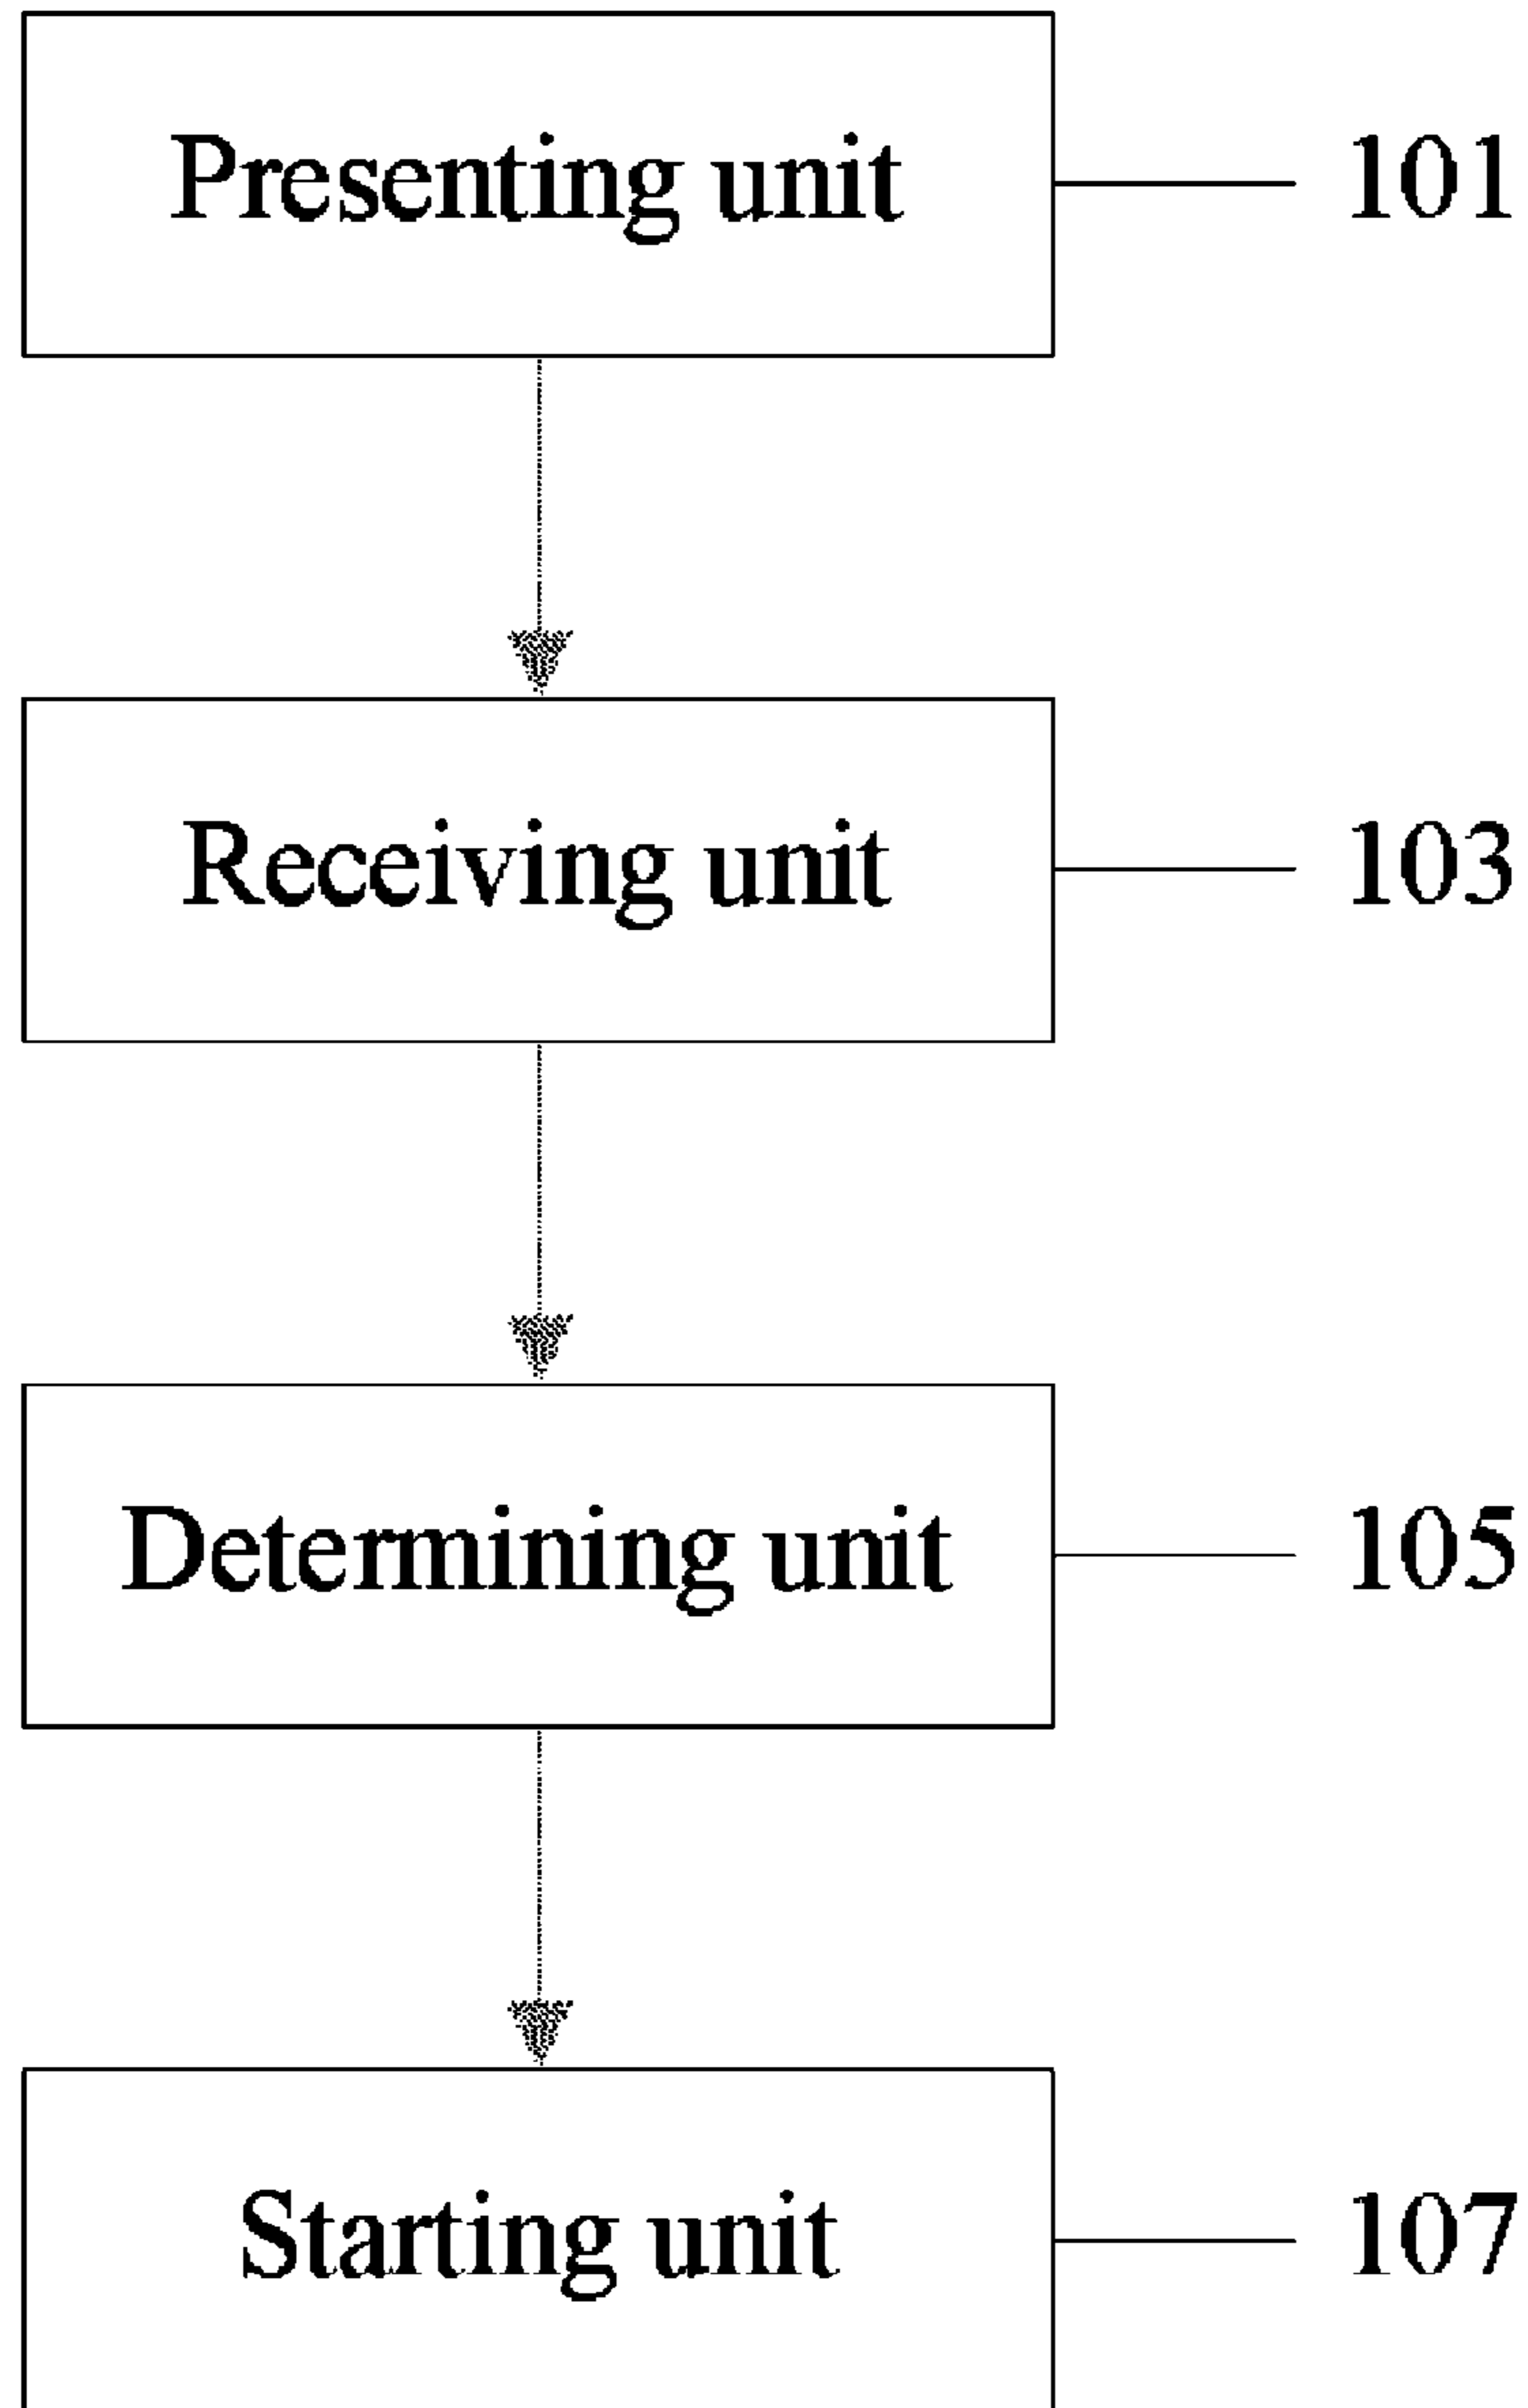 Presenting unit 101
Receiving unit 103
Determining unit 105
Starting unit 107